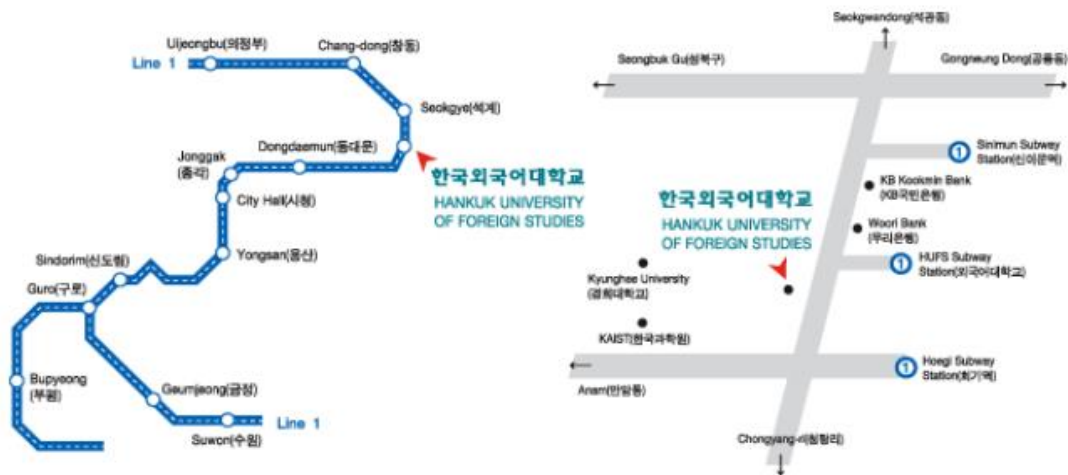 Uijeongbu(의정부)
Chang-dong(창동)
Line 1
Seokgye(석계)
Dongdaemun(동대문)
Jonggak
(종각)
한국외국어대학교
HANKUK UNIVERSITY
OF FOREIGN STUDIES
City Hall(시청)
Yongsan(용산)
Sindorim(신도림)
Guro(구로)
Bupyeong
(부평)
Geumjeong(금정)
Line 1
Suwon(수원)
Seokgwandong(석관동)
Seongbuk Gu(성북구)
Gongneung Dong(공릉동)
1
Sinimun Subway
Station(신이문역)
KB Kookmin Bank
(KB국민은행)
한국외국어대학교
HANKUK UNIVERSITY
OF FOREIGN STUDIES
Woori Bank
(우리은행)
1
HUFS Subway
Station(외국어대학교)
Kyunghee University
(경희대학교)
KAIST(한국과학원)
1
Hoegi Subway
Station(회기역)
Anam(안암동)